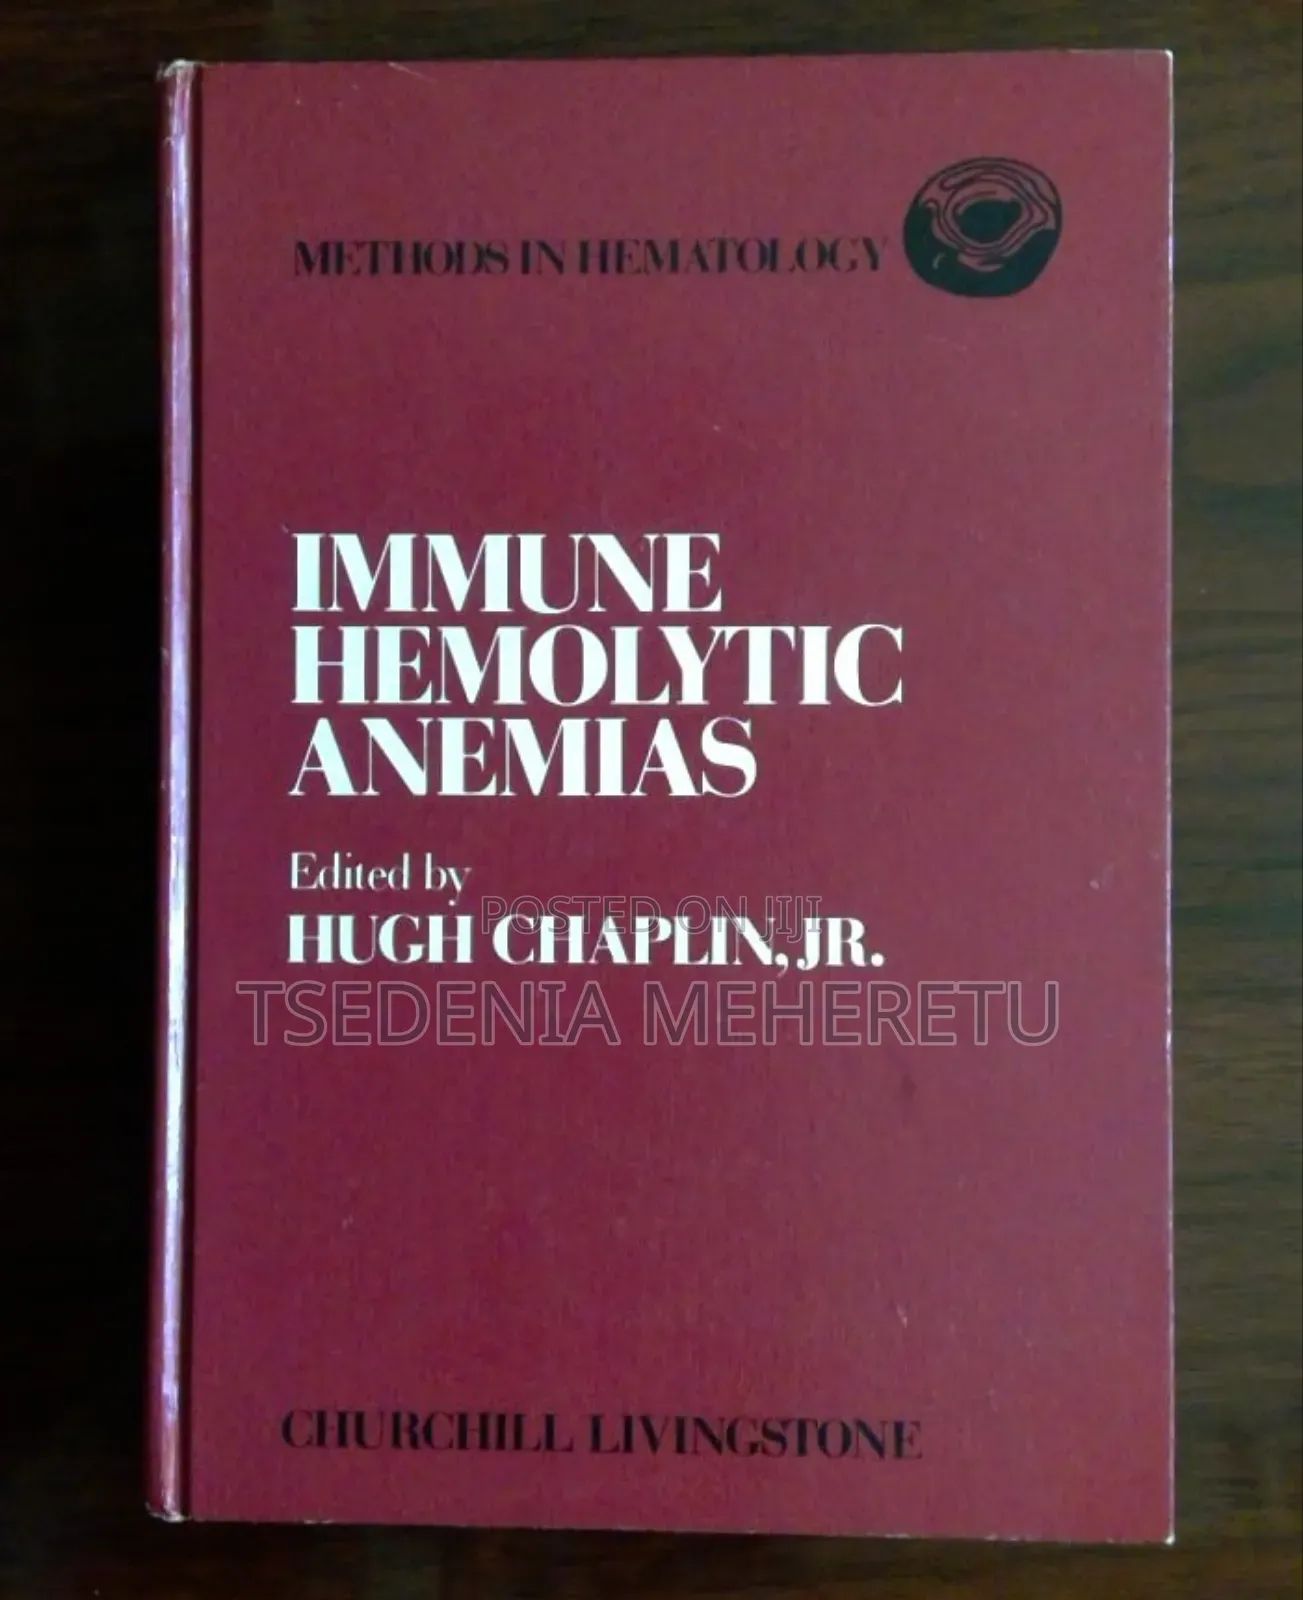 METHODS IN HEMATOLOGY
IMMUNE
HEMOLYTIC
ANEMIAS
Edited by
POSTED ON JIJI
HUGH CHAPLIN, JR.
TSEDENIA MEHERETU
CHURCHILL LIVINGSTONE